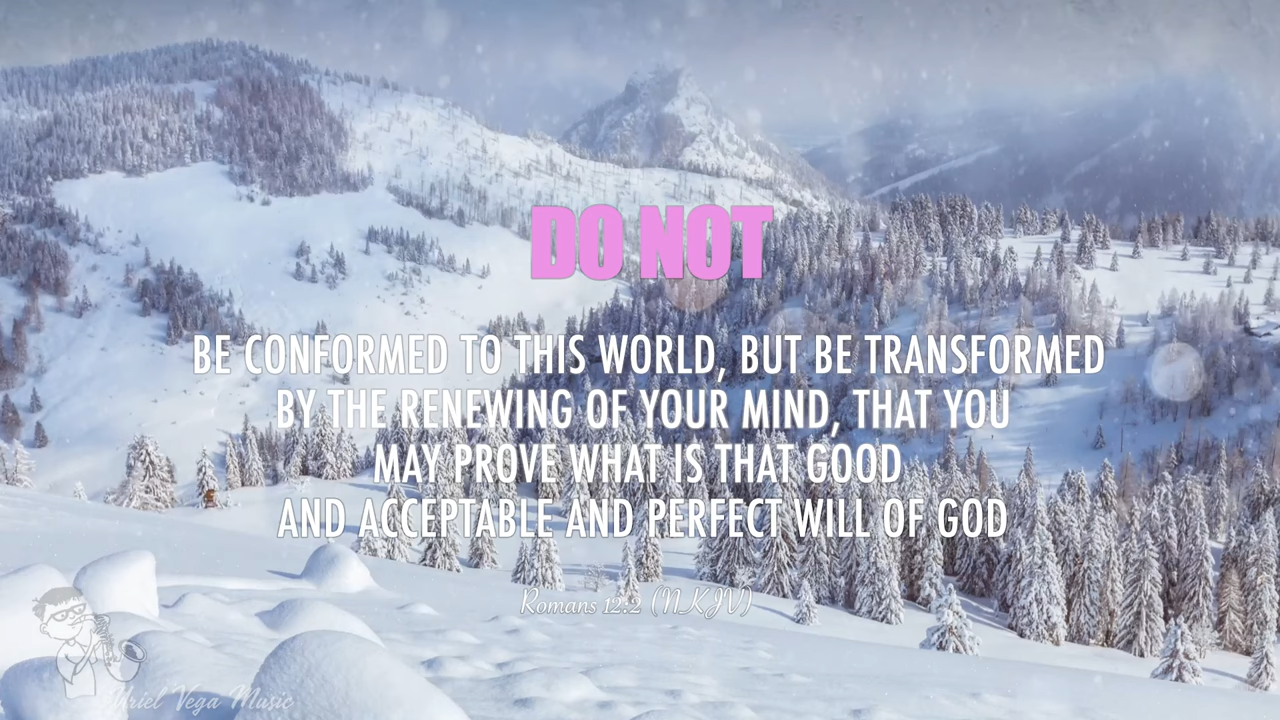 DO NOT
BE CONFORMED TO THIS WORLD, BUT BE TRANSFORMED
BY THE RENEWING OF YOUR MIND, THAT YOU
MAY PROVE WHAT IS THAT GOOD
AND ACCEPTABLE AND PERFECT WILL OF GOD
Romans 12:2 (NKJV)
Uriel Vega Music